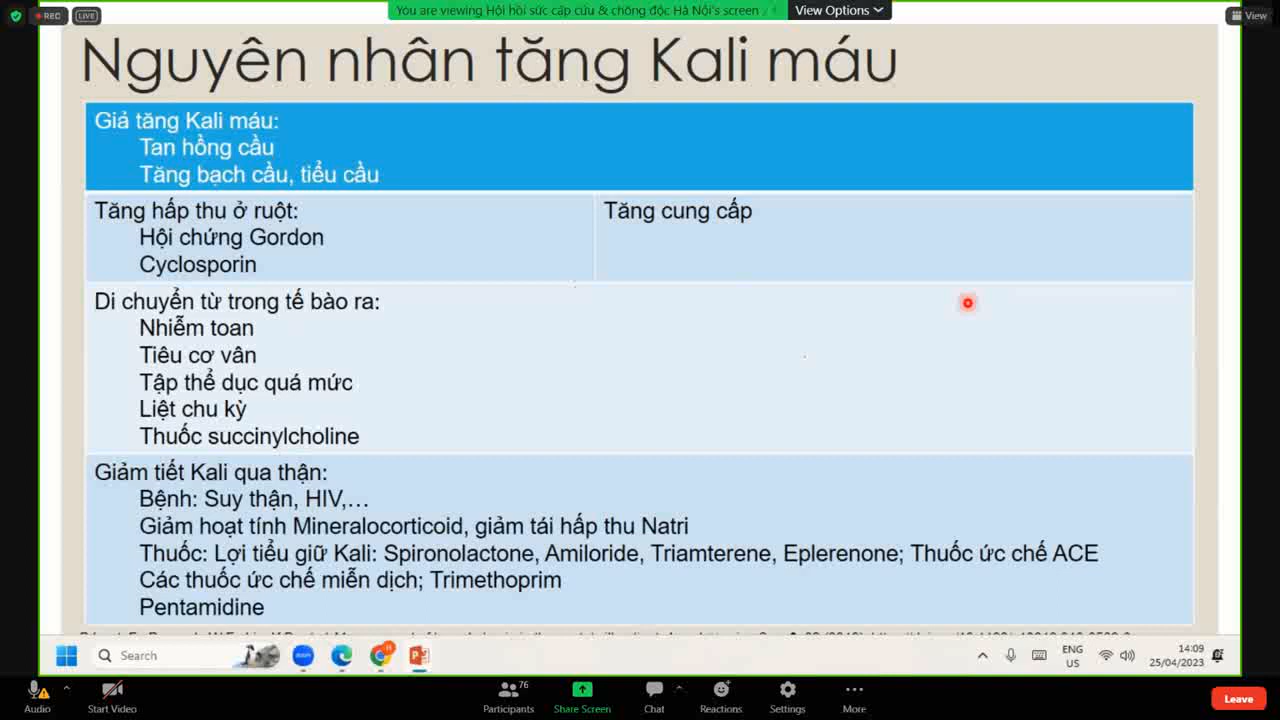 REC
LIVE
You are viewing Hội hồi sức cấp cứu & chống độc Hà Nội's screen
View Options
View
Nguyên nhân tăng Kali máu
Giả tăng Kali máu:
Tan hồng cầu
Tăng bạch cầu, tiểu cầu
Tăng hấp thu ở ruột:
Hội chứng Gordon
Cyclosporin
Tăng cung cấp
Di chuyển từ trong tế bào ra:
Nhiễm toan
Tiêu cơ vân
Tập thể dục quá mức
Liệt chu kỳ
Thuốc succinylcholine
Giảm tiết Kali qua thận:
Bệnh: Suy thận, HIV,…
Giảm hoạt tính Mineralocorticoid, giảm tái hấp thu Natri
Thuốc: Lợi tiểu giữ Kali: Spironolactone, Amiloride, Triamterene, Eplerenone; Thuốc ức chế ACE
Các thuốc ức chế miễn dịch; Trimethoprim
Pentamidine
Search
zoom
ENG
US
14:09
25/04/2023
Audio
Start Video
76
Participants
Share Screen
Chat
Reactions
Settings
More
Leave